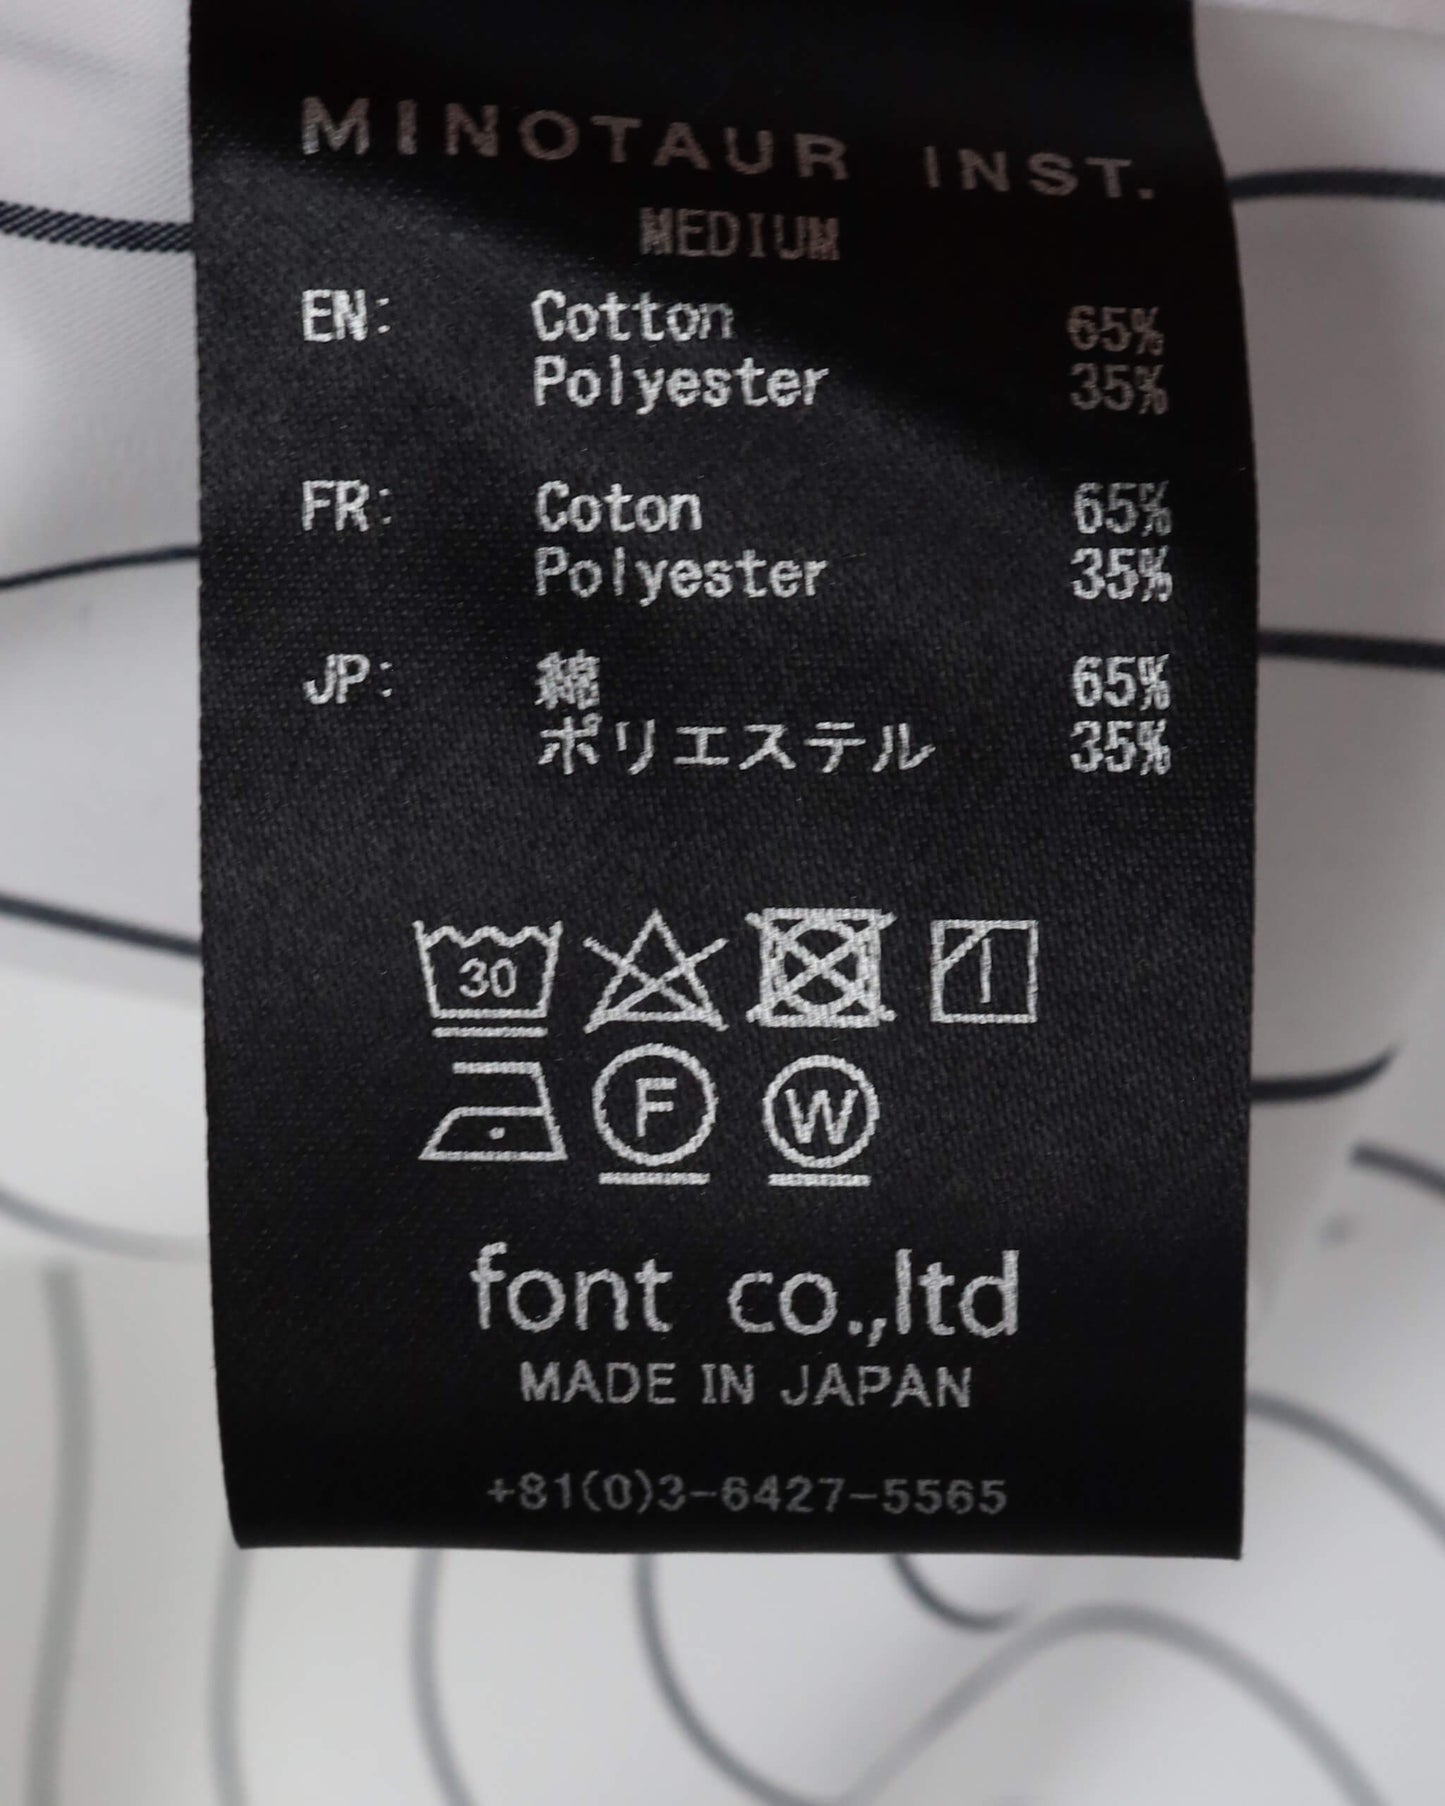 MINOTAUR INST.
MEDIUM
EN: Cotton 65%
Polyester 35%
FR: Coton 65%
Polyester 35%
JP: 綿 65%
ポリエステル 35%
30
F W
font co.,ltd
MADE IN JAPAN
+81(0)3-6427-5565